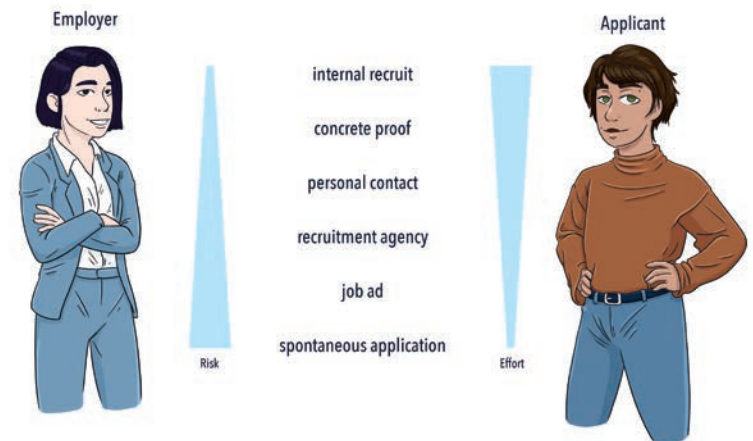 Employer
Applicant
internal recruit
concrete proof
personal contact
recruitment agency
job ad
spontaneous application
Risk
Effort